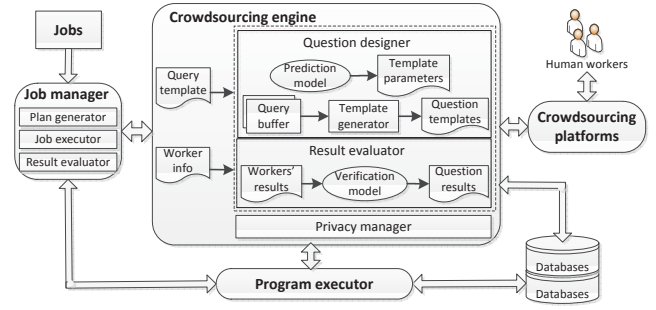 Crowdsourcing engine
Jobs
Question designer
Human workers
Query
template
Prediction
model
Template
parameters
Job manager
Plan generator
Job executor
Result evaluator
Query
buffer
Template
generator
Question
templates
Crowdsourcing
platforms
Worker
info
Result evaluator
Workers'
results
Verification
model
Question
results
Privacy manager
Program executor
Databases
Databases